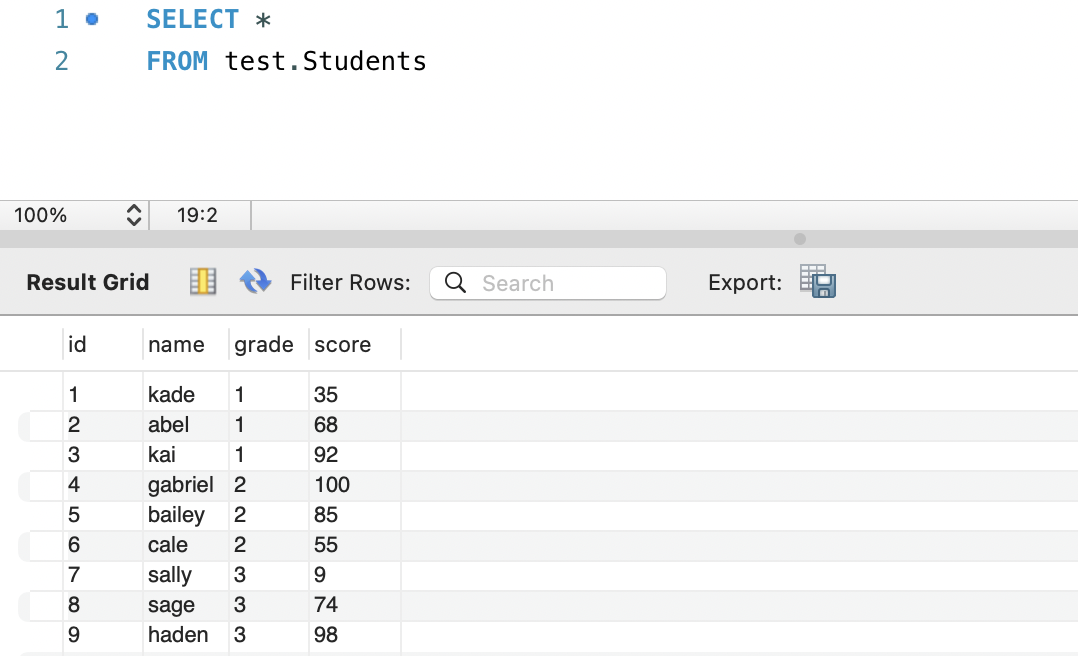 1 SELECT *
2 FROM test.Students
100% 19:2
Result Grid Filter Rows: Search Export:
id name grade score
1 kade 1 35
2 abel 1 68
3 kai 1 92
4 gabriel 2 100
5 bailey 2 85
6 cale 2 55
7 sally 3 9
8 sage 3 74
9 haden 3 98